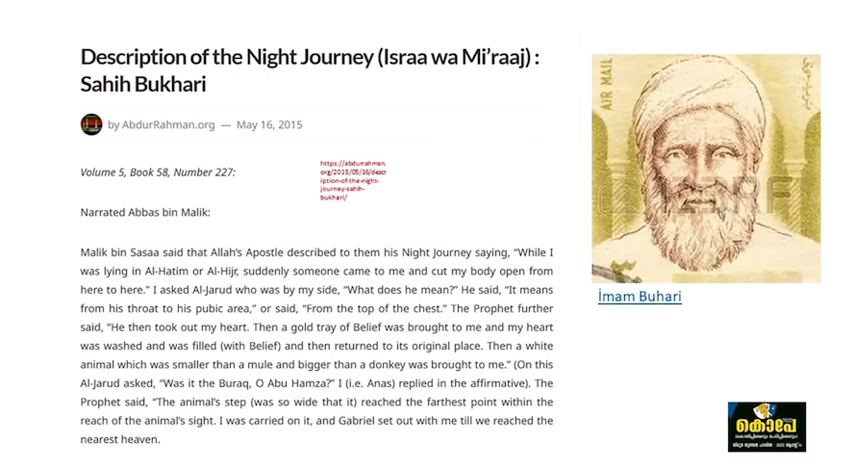 Description of the Night Journey (Israa wa Mi’raaj) :
Sahih Bukhari
by AbdurRahman.org — May 16, 2015
Volume 5, Book 58, Number 227:
https://abdurrahman.
org/2015/05/16/descr
iption-of-the-night-
journey-sahih-
bukhari/
Narrated Abbas bin Malik:
Malik bin Sasaa said that Allah’s Apostle described to them his Night Journey saying, “While I
was lying in Al-Hatim or Al-Hijr, suddenly someone came to me and cut my body open from
here to here.” I asked Al-Jarud who was by my side, “What does he mean?” He said, “It means
from his throat to his pubic area,” or said, “From the top of the chest.” The Prophet further
said, “He then took out my heart. Then a gold tray of Belief was brought to me and my heart
was washed and was filled (with Belief) and then returned to its original place. Then a white
animal which was smaller than a mule and bigger than a donkey was brought to me.” (On this
Al-Jarud asked, “Was it the Buraq, O Abu Hamza?” I (i.e. Anas) replied in the affirmative). The
Prophet said, “The animal’s step (was so wide that it) reached the farthest point within the
reach of the animal’s sight. I was carried on it, and Gabriel set out with me till we reached the
nearest heaven.
AIR MAIL
İmam Buhari
കൊപേ